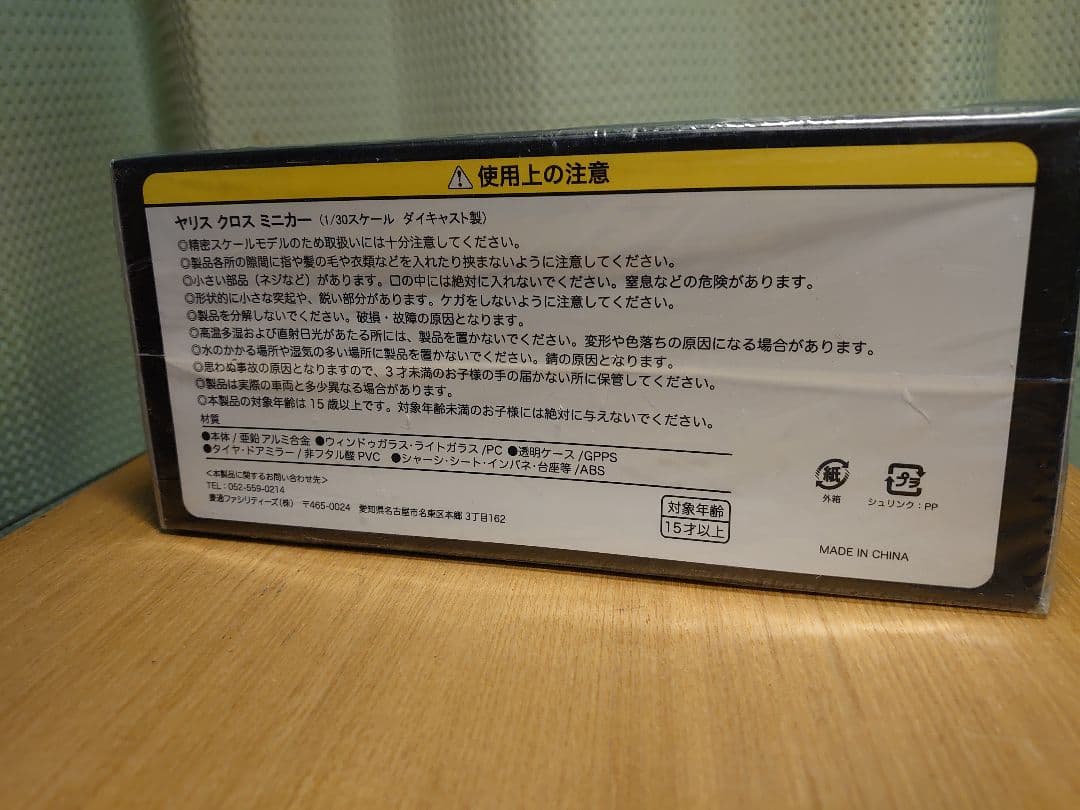 ⚠使用上の注意
ヤリス クロス ミニカー（1/30スケール ダイキャスト製）
◎精密スケールモデルのため取扱いには十分注意してください。
◎製品各所の隙間に指や髪の毛や衣類などを入れたり挟まないように注意してください。
◎小さい部品（ネジなど）があります。口の中には絶対に入れないでください。窒息などの危険があります。
◎形状的に小さな突起や、鋭い部分があります。ケガをしないように注意してください。
◎製品を分解しないでください。破損・故障の原因となります。
◎高温多湿および直射日光があたる所には、製品を置かないでください。変形や色落ちの原因になる場合があります。
◎水のかかる場所や湿気の多い場所に製品を置かないでください。錆の原因となります。
◎思わぬ事故の原因となりますので、3才未満のお子様の手の届かない所に保管してください。
◎製品は実際の車両と多少異なる場合があります。
◎本製品の対象年齢は15歳以上です。対象年齢未満のお子様には絶対に与えないでください。
材質
●本体/亜鉛アルミ合金 ●ウィンドゥガラス・ライトガラス/PC ●透明ケース/GPPS
●タイヤ・ドアミラー/非フタル酸PVC ●シャーシ・シート・インパネ・台座等/ABS
<本製品に関するお問い合わせ先>
TEL：052-559-0214
豊通ファシリティーズ（株） 〒465-0024 愛知県名古屋市名東区本郷3丁目162
対象年齢
15才以上
紙
外箱
プラ
シュリンク：PP
MADE IN CHINA